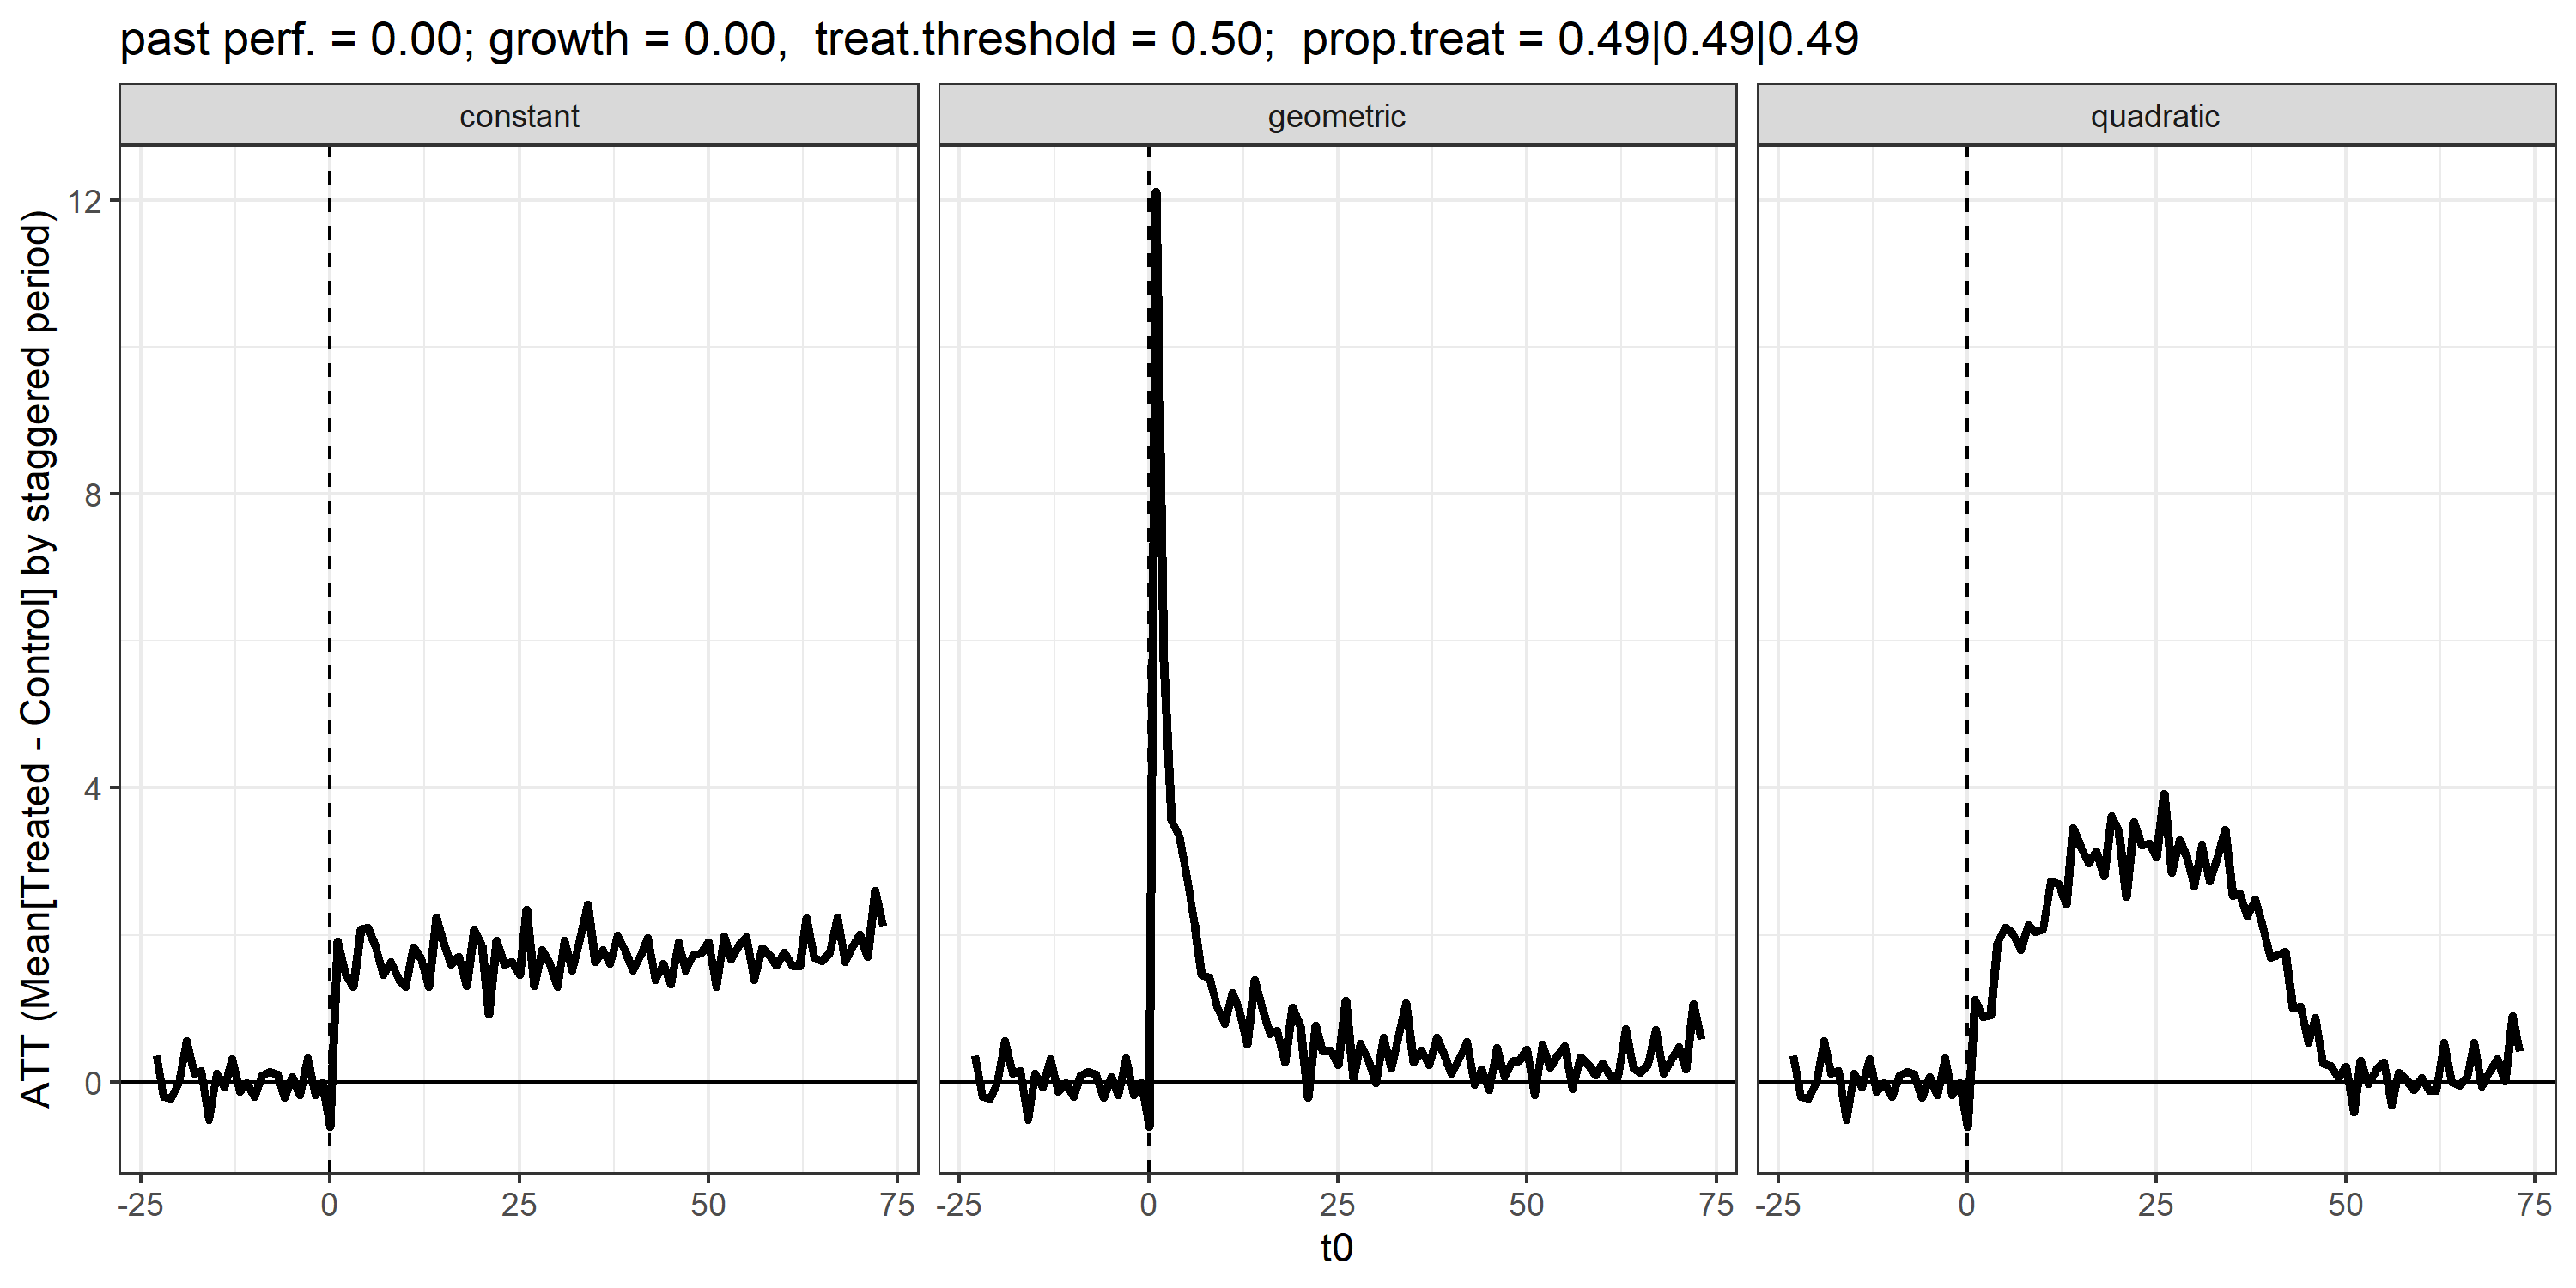 past perf. = 0.00; growth = 0.00,  treat.threshold = 0.50;  prop.treat = 0.49|0.49|0.49
constant
geometric
quadratic
ATT (Mean[Treated - Control] by staggered period)
12
8
4
0
-25 0 25 50 75
-25 0 25 50 75
-25 0 25 50 75
t0